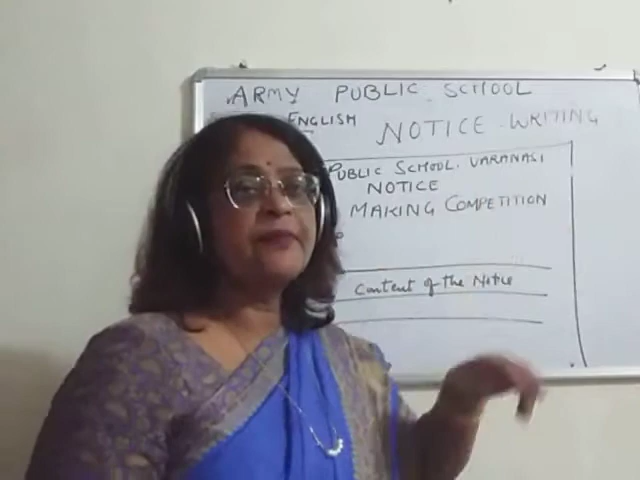 ARMY PUBLIC SCHOOL
ENGLISH NOTICE WRITING
PUBLIC SCHOOL. VARANASI
NOTICE
MAKING COMPETITION
Content of the Notice